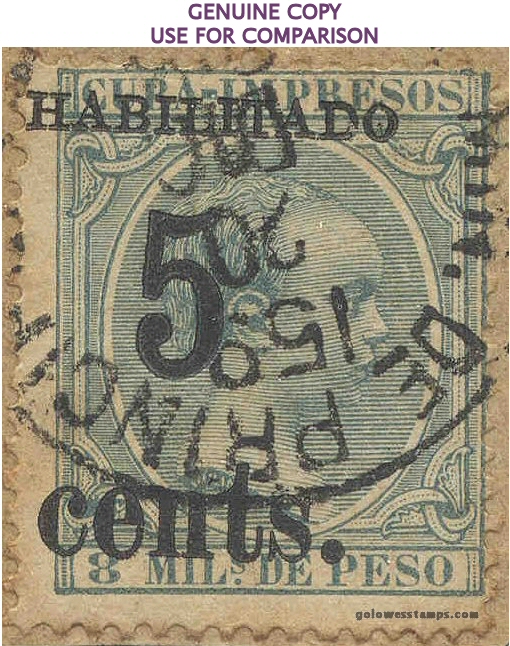 GENUINE COPY
USE FOR COMPARISON
CUBA-IMPRESOS
HABILITADO
5
cents.
8 MILS. DE PESO
golowesstamps.com